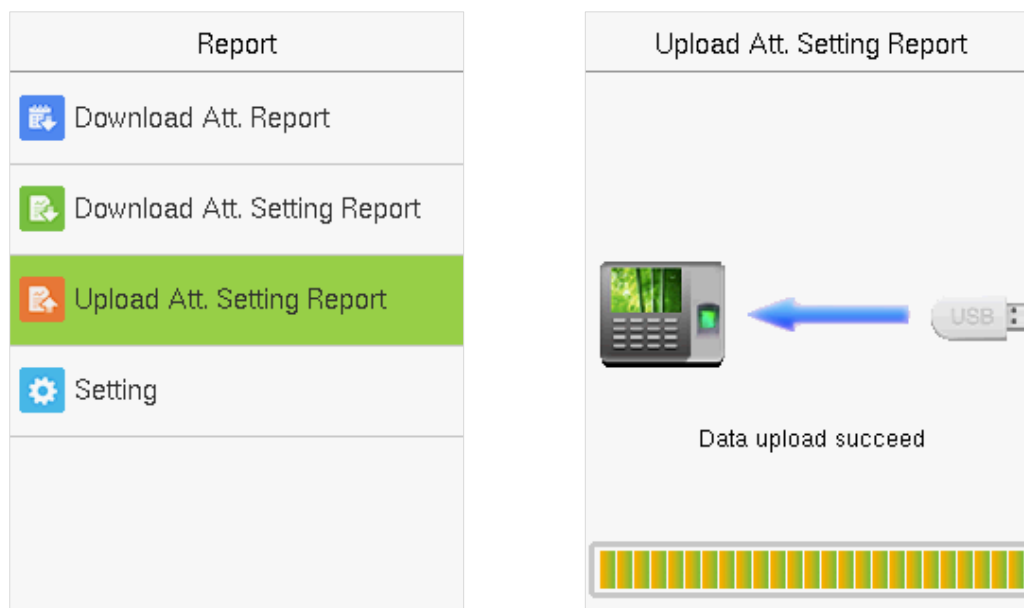 Report
Download Att. Report
Download Att. Setting Report
Upload Att. Setting Report
Setting
Upload Att. Setting Report
USB
Data upload succeed